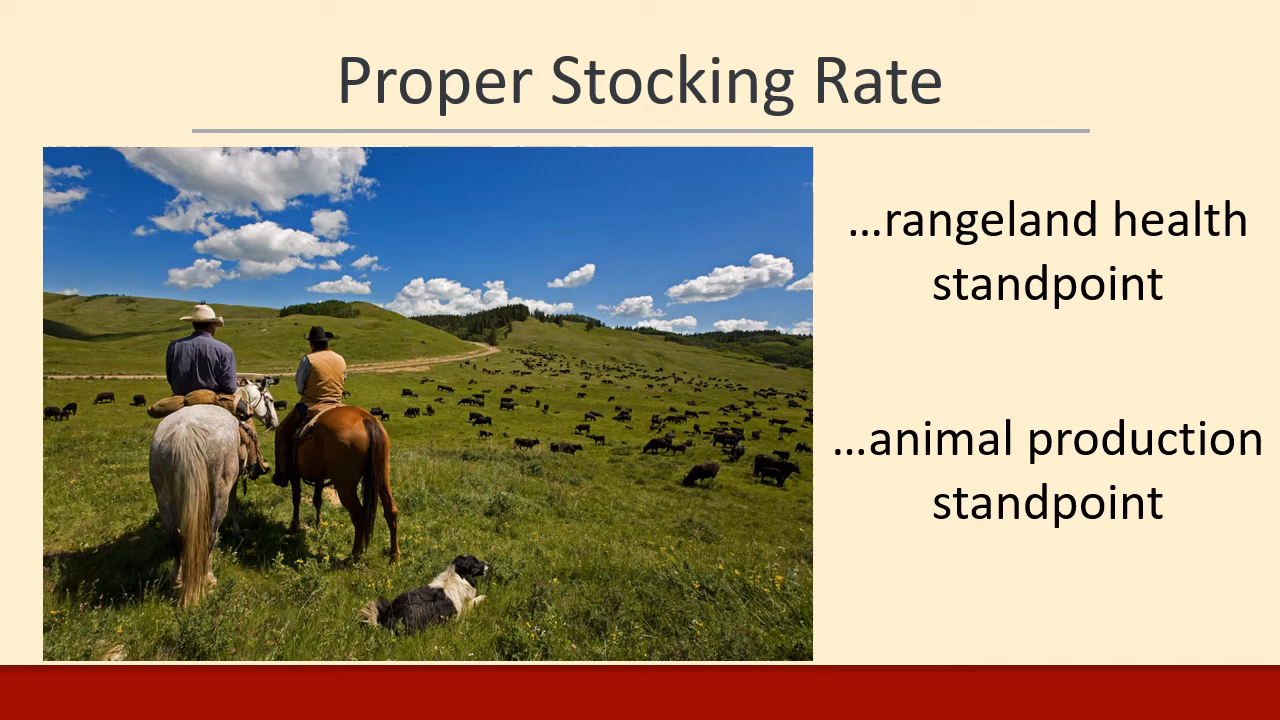 Proper Stocking Rate
…rangeland health
standpoint
…animal production
standpoint